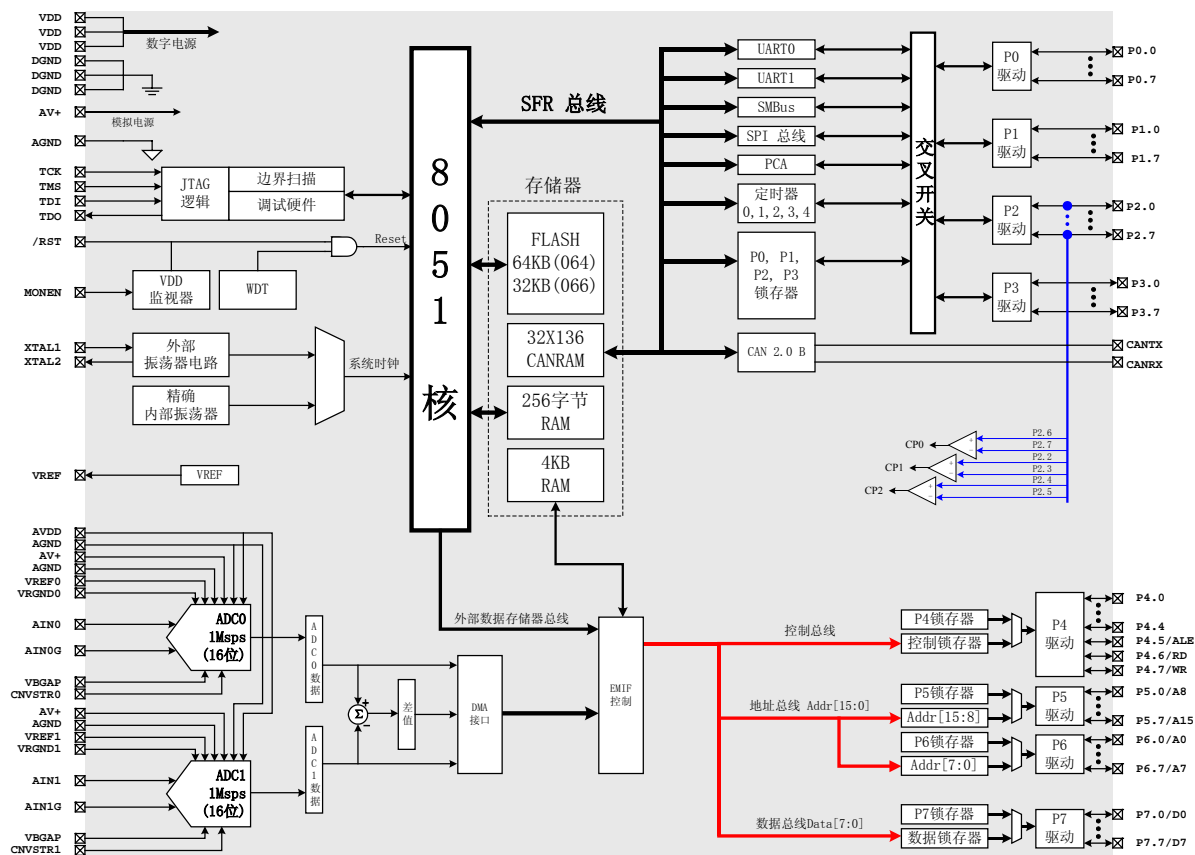 VDD
VDD
VDD
数字电源
DGND
DGND
DGND
AV+
模拟电源
AGND
TCK
TMS
TDI
TDO
JTAG
逻辑
边界扫描
调试硬件
/RST
Reset
MONEN
VDD
监视器
WDT
XTAL1
XTAL2
外部
振荡器电路
精确
内部振荡器
系统时钟
VREF
VREF
8051核
SFR 总线
存储器
FLASH
64KB(064)
32KB(066)
32X136
CANRAM
256字节
RAM
4KB
RAM
UART0
UART1
SMBus
SPI 总线
PCA
定时器
0,1,2,3,4
P0, P1,
P2, P3
锁存器
CAN 2.0 B
交叉开关
P0
驱动
P0.0
P0.7
P1
驱动
P1.0
P1.7
P2
驱动
P2.0
P2.7
P3
驱动
P3.0
P3.7
CANTX
CANRX
CP0
+
-
P2.6
P2.7
CP1
+
-
P2.2
P2.3
CP2
+
-
P2.4
P2.5
AVDD
AGND
AV+
AGND
VREF0
VRGND0
AIN0
AIN0G
VBGAP
CNVSTR0
ADC0
1Msps
(16位)
AV+
AGND
VREF1
VRGND1
AIN1
AIN1G
VBGAP
CNVSTR1
ADC1
1Msps
(16位)
ADC0数据
ADC1数据
+
Σ
-
差值
DMA
接口
外部数据存储器总线
EMIF
控制
控制总线
地址总线 Addr[15:0]
数据总线Data[7:0]
P4锁存器
控制锁存器
P4
驱动
P4.0
P4.4
P4.5/ALE
P4.6/RD
P4.7/WR
P5锁存器
Addr[15:8]
P5
驱动
P5.0/A8
P5.7/A15
P6锁存器
Addr[7:0]
P6
驱动
P6.0/A0
P6.7/A7
P7锁存器
数据锁存器
P7
驱动
P7.0/D0
P7.7/D7